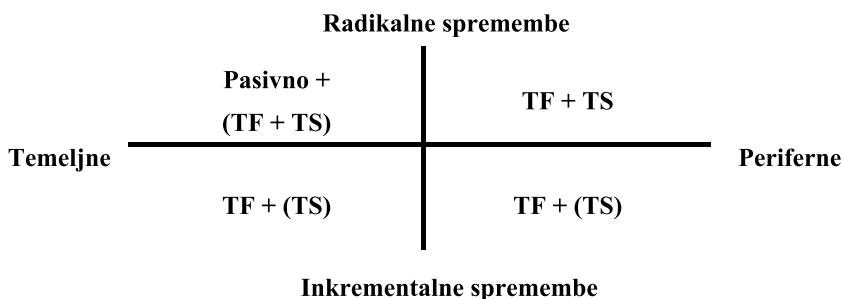 Radikalne spremembe
Pasivno +
(TF + TS)
TF + TS
Temeljne
Periferne
TF + (TS)
TF + (TS)
Inkrementalne spremembe